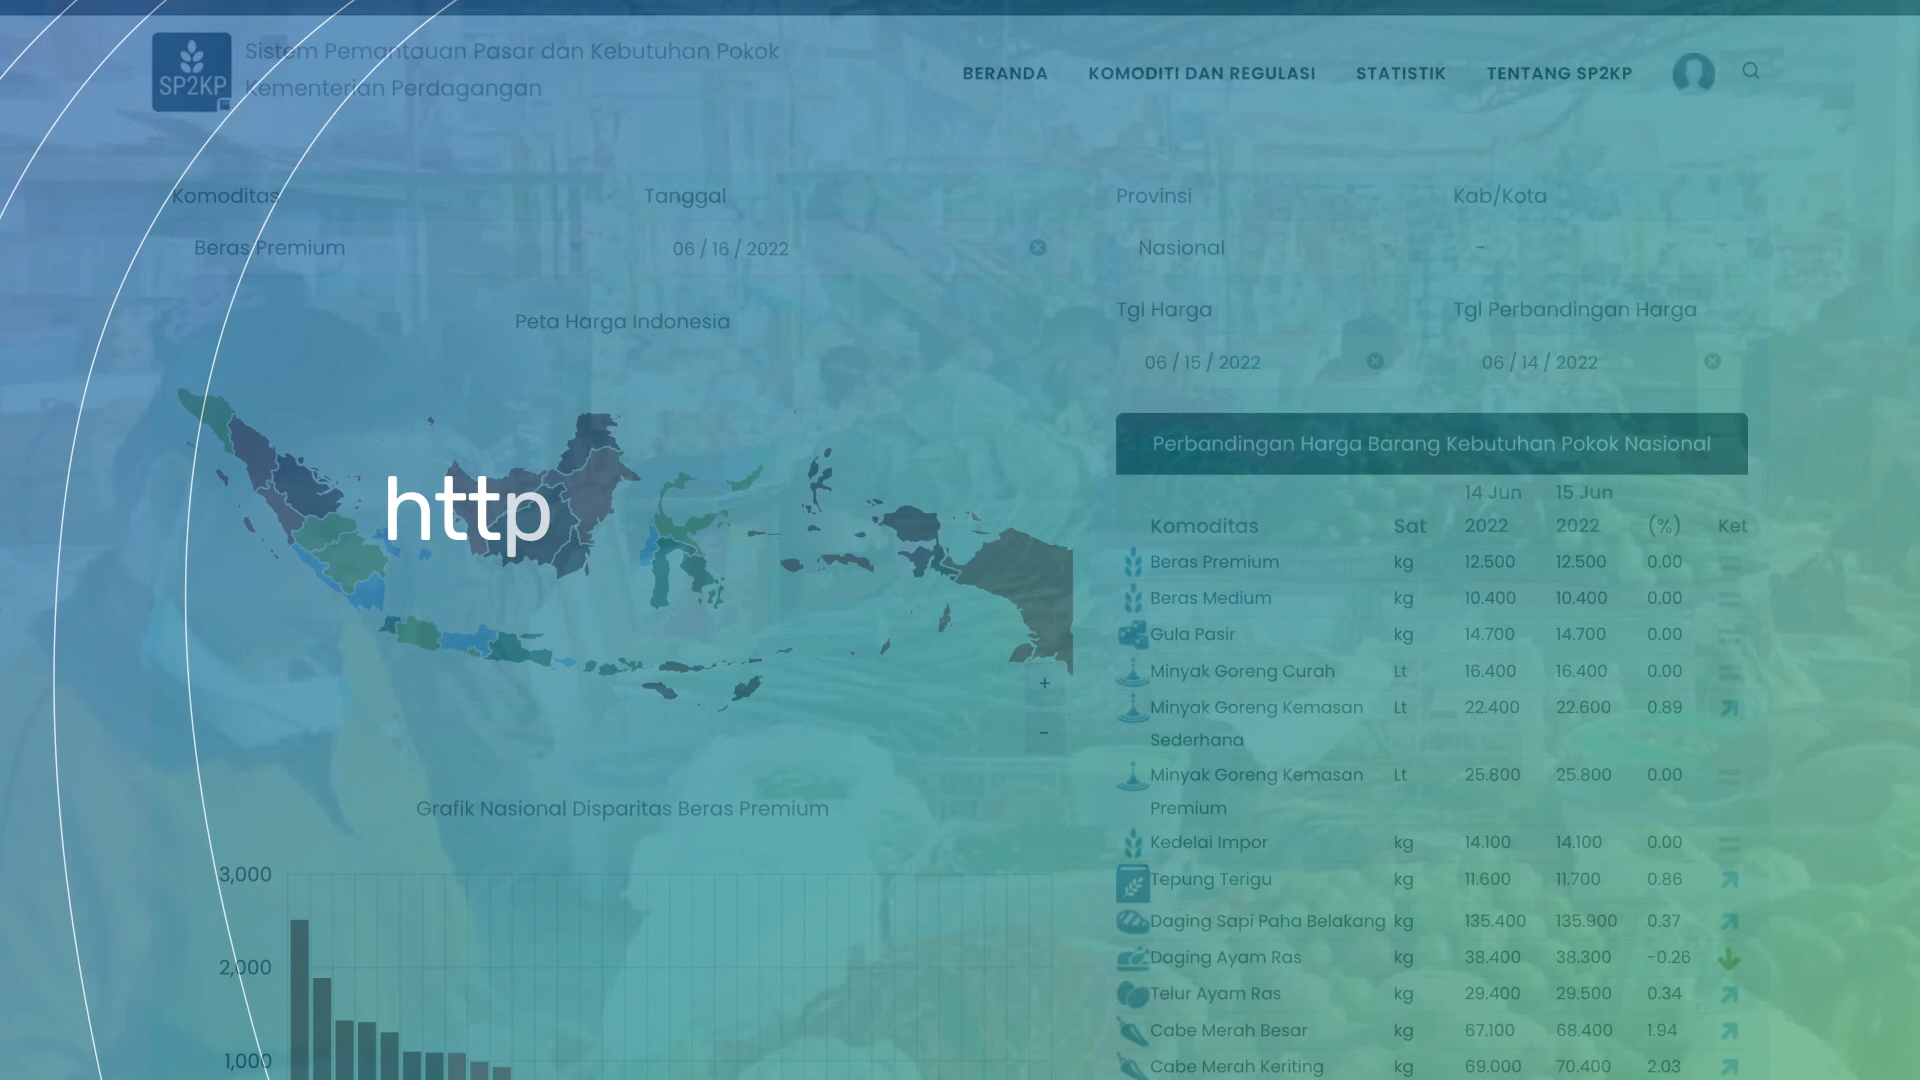 Sistem Pemantauan Pasar dan Kebutuhan Pokok
SP2KP
Kementerian Perdagangan
BERANDA KOMODITI DAN REGULASI STATISTIK TENTANG SP2KP
Komoditas Tanggal Provinsi Kab/Kota
Beras Premium 06 / 16 / 2022 Nasional -
Peta Harga Indonesia
Tgl Harga Tgl Perbandingan Harga
06 / 15 / 2022 06 / 14 / 2022
Perbandingan Harga Barang Kebutuhan Pokok Nasional
http
14 Jun 15 Jun
Komoditas Sat 2022 2022 (%) Ket
Beras Premium kg 12.500 12.500 0.00
Beras Medium kg 10.400 10.400 0.00
Gula Pasir kg 14.700 14.700 0.00
Minyak Goreng Curah Lt 16.400 16.400 0.00
Minyak Goreng Kemasan Lt 22.400 22.600 0.89
Sederhana
Minyak Goreng Kemasan Lt 25.800 25.800 0.00
Premium
Kedelai Impor kg 14.100 14.100 0.00
Tepung Terigu kg 11.600 11.700 0.86
Daging Sapi Paha Belakang kg 135.400 135.900 0.37
Daging Ayam Ras kg 38.400 38.300 -0.26
Telur Ayam Ras kg 29.400 29.500 0.34
Cabe Merah Besar kg 67.100 68.400 1.94
Cabe Merah Keriting kg 69.000 70.400 2.03
+
-
Grafik Nasional Disparitas Beras Premium
3,000
2,000
1,000